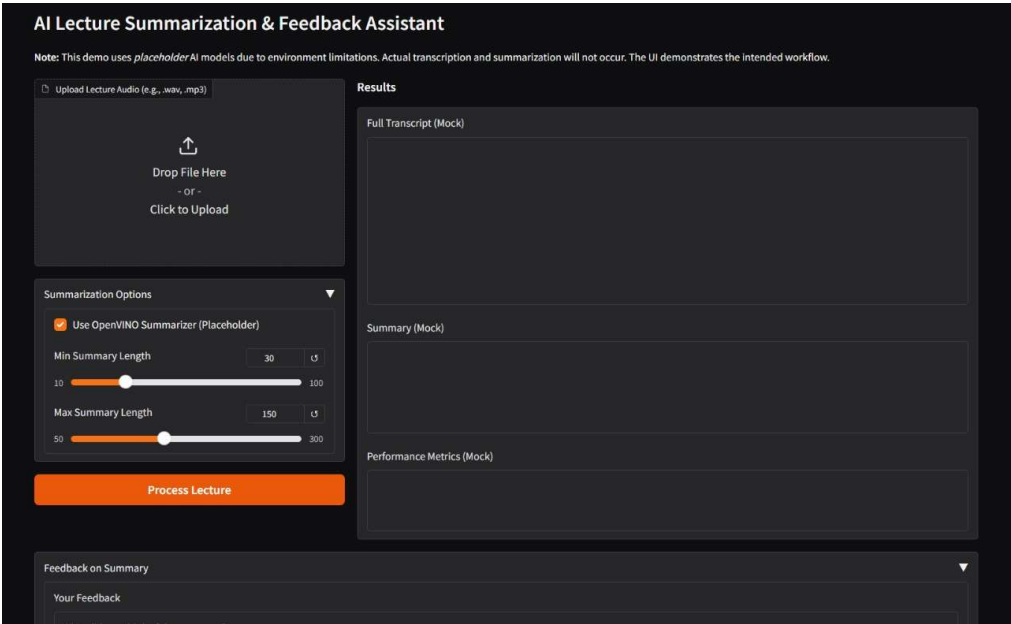 AI Lecture Summarization & Feedback Assistant
Note: This demo uses placeholder AI models due to environment limitations. Actual transcription and summarization will not occur. The UI demonstrates the intended workflow.
Upload Lecture Audio (e.g., .wav, .mp3)
Drop File Here
- or -
Click to Upload
Summarization Options
Use OpenVINO Summarizer (Placeholder)
Min Summary Length 30
10 100
Max Summary Length 150
50 300
Process Lecture
Results
Full Transcript (Mock)
Summary (Mock)
Performance Metrics (Mock)
Feedback on Summary
Your Feedback